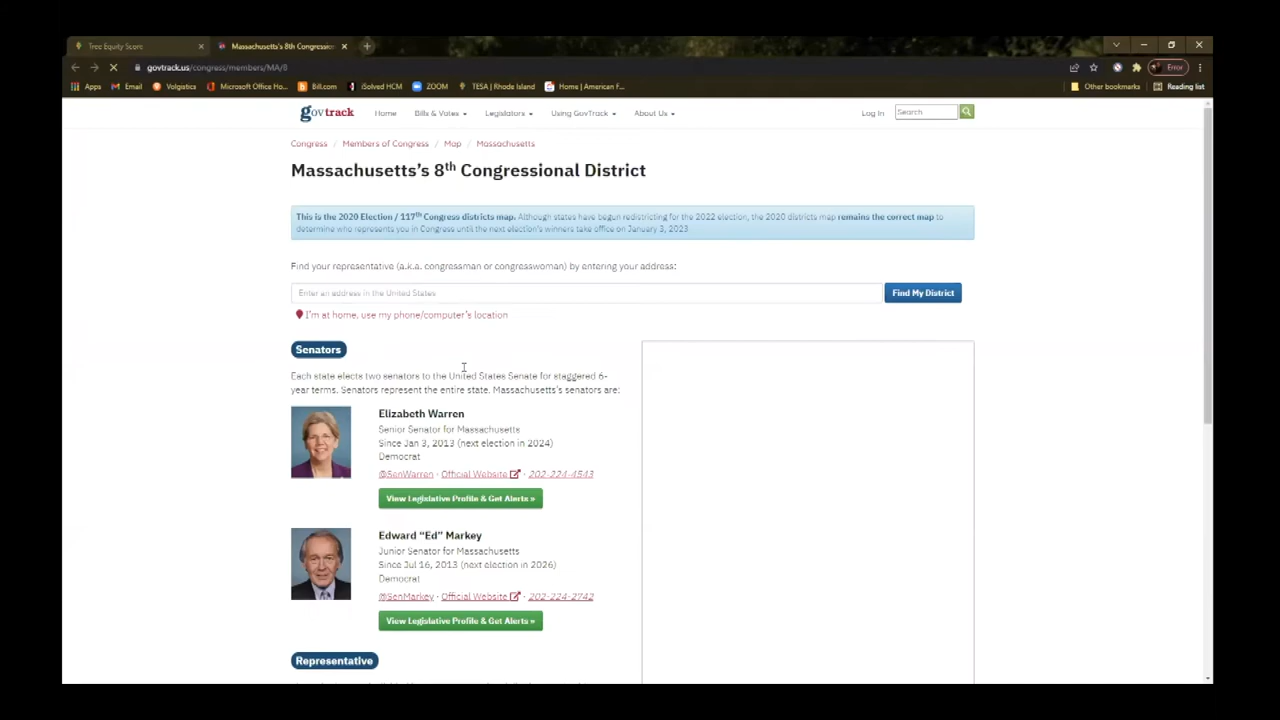 Tree Equity Score
Massachusetts's 8th Congression
govtrack.us/congress/members/MA/8
Error
Apps
Email
Volgistics
Microsoft Office Ho...
Bill.com
iSolved HCM
ZOOM
TESA | Rhode Island
Home | American F...
Other bookmarks
Reading list
govtrack
Home
Bills & Votes
Legislators
Using GovTrack
About Us
Log In
Search
Congress / Members of Congress / Map / Massachusetts
Massachusetts's 8th Congressional District
This is the 2020 Election / 117th Congress districts map. Although states have begun redistricting for the 2022 election, the 2020 districts map remains the correct map to
determine who represents you in Congress until the next election's winners take office on January 3, 2023
Find your representative (a.k.a. congressman or congresswoman) by entering your address:
Enter an address in the United States
Find My District
I'm at home, use my phone/computer's location
Senators
Each state elects two senators to the United States Senate for staggered 6-
year terms. Senators represent the entire state. Massachusetts's senators are:
Elizabeth Warren
Senior Senator for Massachusetts
Since Jan 3, 2013 (next election in 2024)
Democrat
@SenWarren · Official Website · 202-224-4543
View Legislative Profile & Get Alerts »
Edward “Ed” Markey
Junior Senator for Massachusetts
Since Jul 16, 2013 (next election in 2026)
Democrat
@SenMarkey · Official Website · 202-224-2742
View Legislative Profile & Get Alerts »
Representative